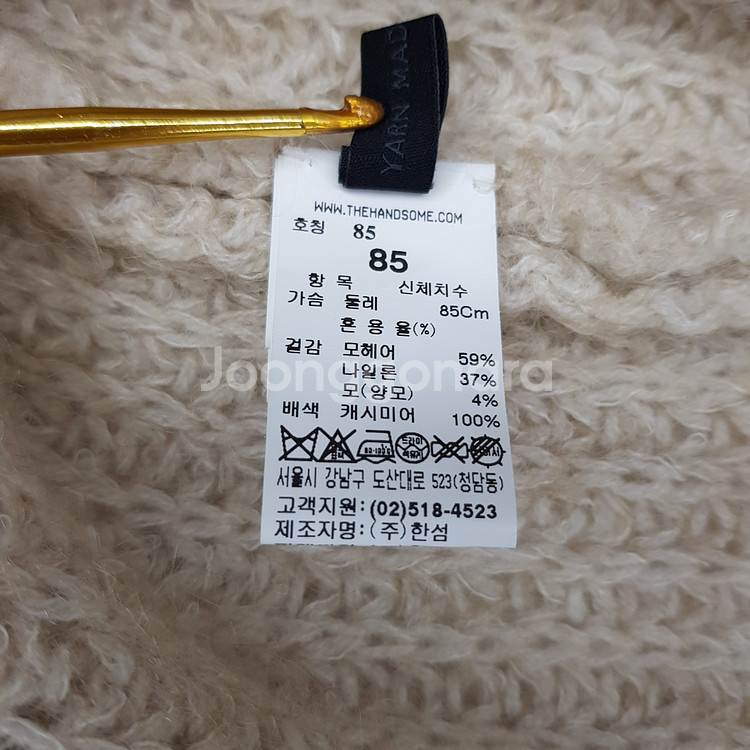 YARN MAD
WWW.THEHANDSOME.COM
호칭 85
85
항 목 신체치수
가슴 둘레 85Cm
혼 용 율(%)
겉감 모헤어 59%
나일론 37%
모(양모) 4%
배색 캐시미어 100%
Joonggonara
드라이
서울시 강남구 도산대로 523(청담동)
고객지원: (02)518-4523
제조자명: (주)한섬